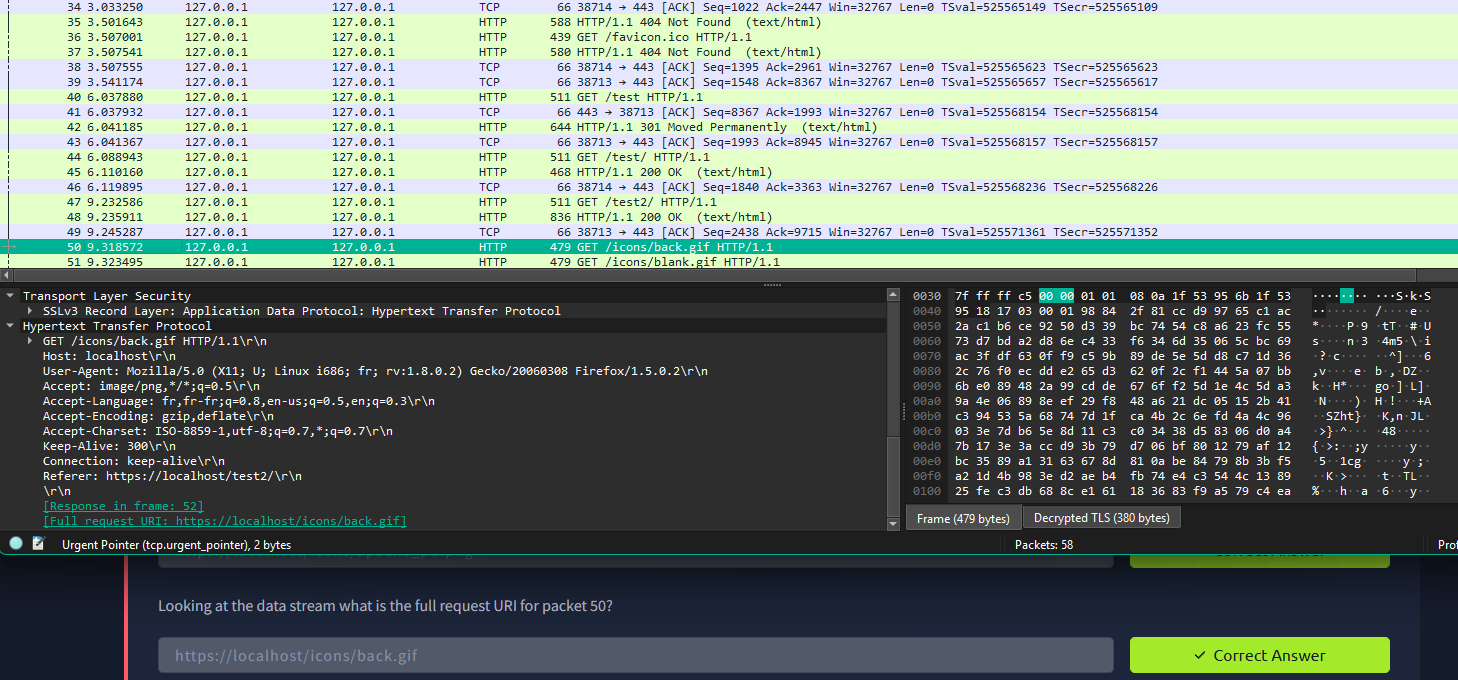 34 3.033250 127.0.0.1 127.0.0.1 TCP 66 38714 → 443 [ACK] Seq=1022 Ack=2447 Win=32767 Len=0 TSval=525565149 TSecr=525565109
35 3.501643 127.0.0.1 127.0.0.1 HTTP 588 HTTP/1.1 404 Not Found (text/html)
36 3.507001 127.0.0.1 127.0.0.1 HTTP 439 GET /favicon.ico HTTP/1.1
37 3.507541 127.0.0.1 127.0.0.1 HTTP 580 HTTP/1.1 404 Not Found (text/html)
38 3.507555 127.0.0.1 127.0.0.1 TCP 66 38714 → 443 [ACK] Seq=1395 Ack=2961 Win=32767 Len=0 TSval=525565623 TSecr=525565623
39 3.541174 127.0.0.1 127.0.0.1 TCP 66 38713 → 443 [ACK] Seq=1548 Ack=8367 Win=32767 Len=0 TSval=525565657 TSecr=525565617
40 6.037880 127.0.0.1 127.0.0.1 HTTP 511 GET /test HTTP/1.1
41 6.037932 127.0.0.1 127.0.0.1 TCP 66 443 → 38713 [ACK] Seq=8367 Ack=1993 Win=32767 Len=0 TSval=525568154 TSecr=525568154
42 6.041185 127.0.0.1 127.0.0.1 HTTP 644 HTTP/1.1 301 Moved Permanently (text/html)
43 6.041367 127.0.0.1 127.0.0.1 TCP 66 38713 → 443 [ACK] Seq=1993 Ack=8945 Win=32767 Len=0 TSval=525568157 TSecr=525568157
44 6.088943 127.0.0.1 127.0.0.1 HTTP 511 GET /test/ HTTP/1.1
45 6.110160 127.0.0.1 127.0.0.1 HTTP 468 HTTP/1.1 200 OK (text/html)
46 6.119895 127.0.0.1 127.0.0.1 TCP 66 38714 → 443 [ACK] Seq=1840 Ack=3363 Win=32767 Len=0 TSval=525568236 TSecr=525568226
47 9.232586 127.0.0.1 127.0.0.1 HTTP 511 GET /test2/ HTTP/1.1
48 9.235911 127.0.0.1 127.0.0.1 HTTP 836 HTTP/1.1 200 OK (text/html)
49 9.245287 127.0.0.1 127.0.0.1 TCP 66 38713 → 443 [ACK] Seq=2438 Ack=9715 Win=32767 Len=0 TSval=525571361 TSecr=525571352
50 9.318572 127.0.0.1 127.0.0.1 HTTP 479 GET /icons/back.gif HTTP/1.1
51 9.323495 127.0.0.1 127.0.0.1 HTTP 479 GET /icons/blank.gif HTTP/1.1
Transport Layer Security
SSLv3 Record Layer: Application Data Protocol: Hypertext Transfer Protocol
Hypertext Transfer Protocol
GET /icons/back.gif HTTP/1.1\r\n
Host: localhost\r\n
User-Agent: Mozilla/5.0 (X11; U; Linux i686; fr; rv:1.8.0.2) Gecko/20060308 Firefox/1.5.0.2\r\n
Accept: image/png,*/*;q=0.5\r\n
Accept-Language: fr,fr-fr;q=0.8,en-us;q=0.5,en;q=0.3\r\n
Accept-Encoding: gzip,deflate\r\n
Accept-Charset: ISO-8859-1,utf-8;q=0.7,*;q=0.7\r\n
Keep-Alive: 300\r\n
Connection: keep-alive\r\n
Referer: https://localhost/test2/\r\n
\r\n
[Response in frame: 52]
[Full request URI: https://localhost/icons/back.gif]
0030 7f ff ff c5 00 00 01 01 08 0a 1f 53 95 6b 1f 53
0040 95 18 17 03 00 01 98 84 2f 81 cc d9 97 65 c1 ac
0050 2a c1 b6 ce 92 50 d3 39 bc 74 54 c8 a6 23 fc 55
0060 73 d7 bd a2 d8 6e c4 33 f6 34 6d 35 06 5c bc 69
0070 ac 3f df 63 0f f9 c5 9b 89 de 5e 5d d8 c7 1d 36
0080 2c 76 f0 ec dd e2 65 d3 62 0f 2c f1 44 5a 07 bb
0090 6b e0 89 48 2a 99 cd de 67 6f f2 5d 1e 4c 5d a3
00a0 9a 4e 06 89 8e ef 29 f8 48 a6 21 dc 05 15 2b 41
00b0 c3 94 53 5a 68 74 7d 1f ca 4b 2c 6e fd 4a 4c 96
00c0 03 3e 7d b6 5e 8d 11 c3 c0 34 38 d5 83 06 d0 a4
00d0 7b 17 3e 3a cc d9 3b 79 d7 06 bf 80 12 79 af 12
00e0 bc 35 89 a1 31 63 67 8d 81 0a be 84 79 8b 3b f5
00f0 a2 1d 4b 98 3e d2 ae b4 fb 74 e4 c3 54 4c 13 89
0100 25 fe c3 db 68 8c e1 61 18 36 83 f9 a5 79 c4 ea
Frame (479 bytes) Decrypted TLS (380 bytes)
Urgent Pointer (tcp.urgent_pointer), 2 bytes Packets: 58
Looking at the data stream what is the full request URI for packet 50?
https://localhost/icons/back.gif ✓ Correct Answer